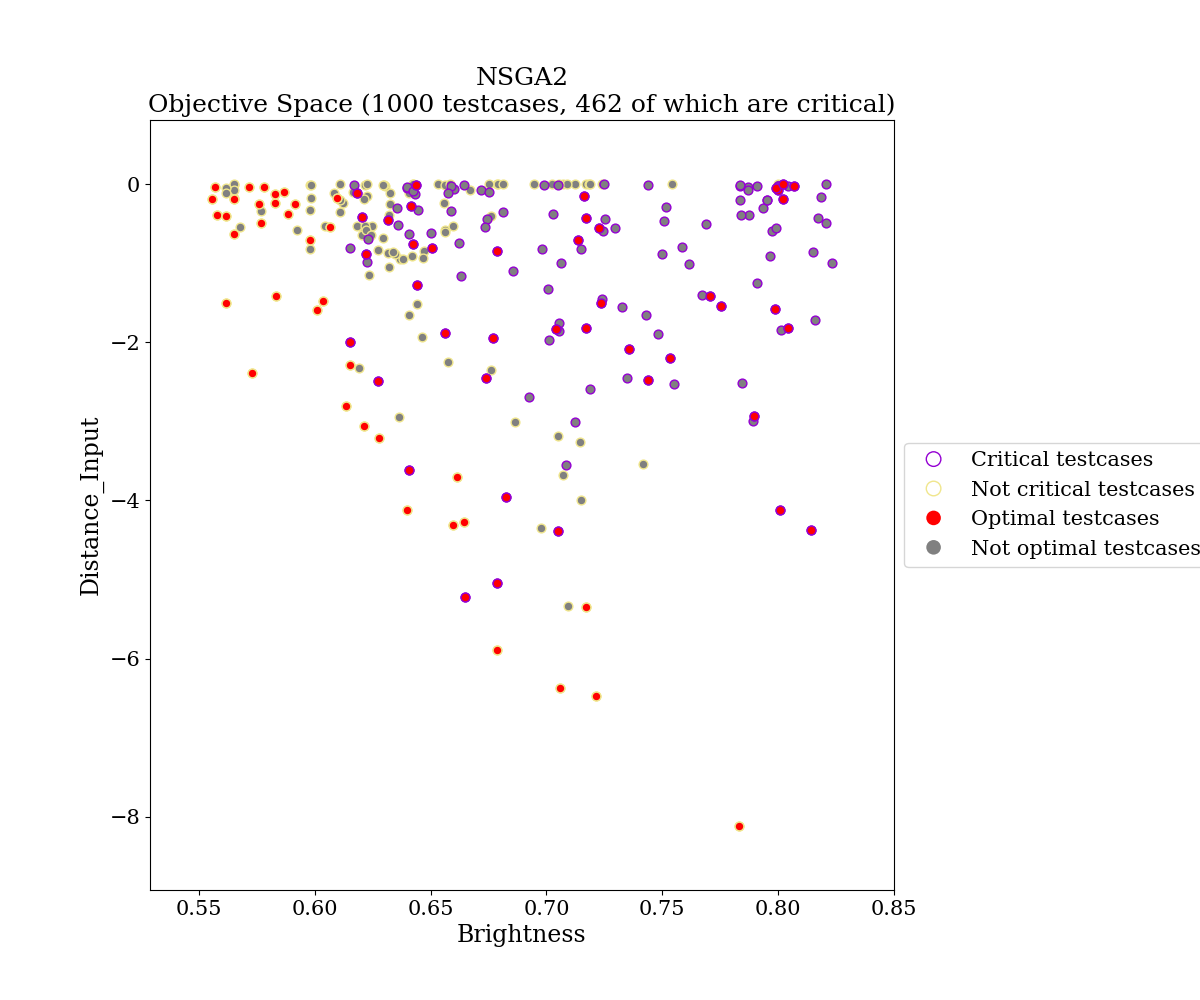 NSGA2
Objective Space (1000 testcases, 462 of which are critical)
0
−2
−4
−6
−8
Distance_Input
0.55 0.60 0.65 0.70 0.75 0.80 0.85
Brightness
Critical testcases
Not critical testcases
Optimal testcases
Not optimal testcases